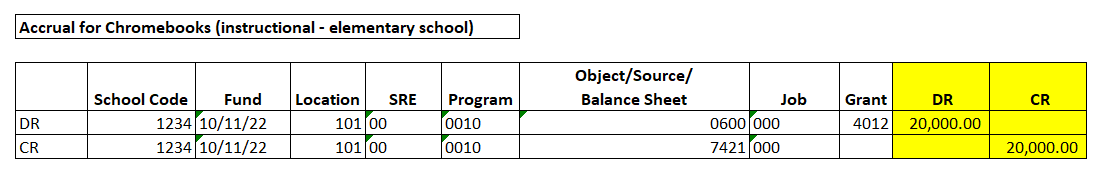 Accrual for Chromebooks (instructional - elementary school)
Object/Source/
School Code Fund Location SRE Program Balance Sheet Job Grant DR CR
DR 1234 10/11/22 101 00 0010 0600 000 4012 20,000.00
CR 1234 10/11/22 101 00 0010 7421 000 20,000.00